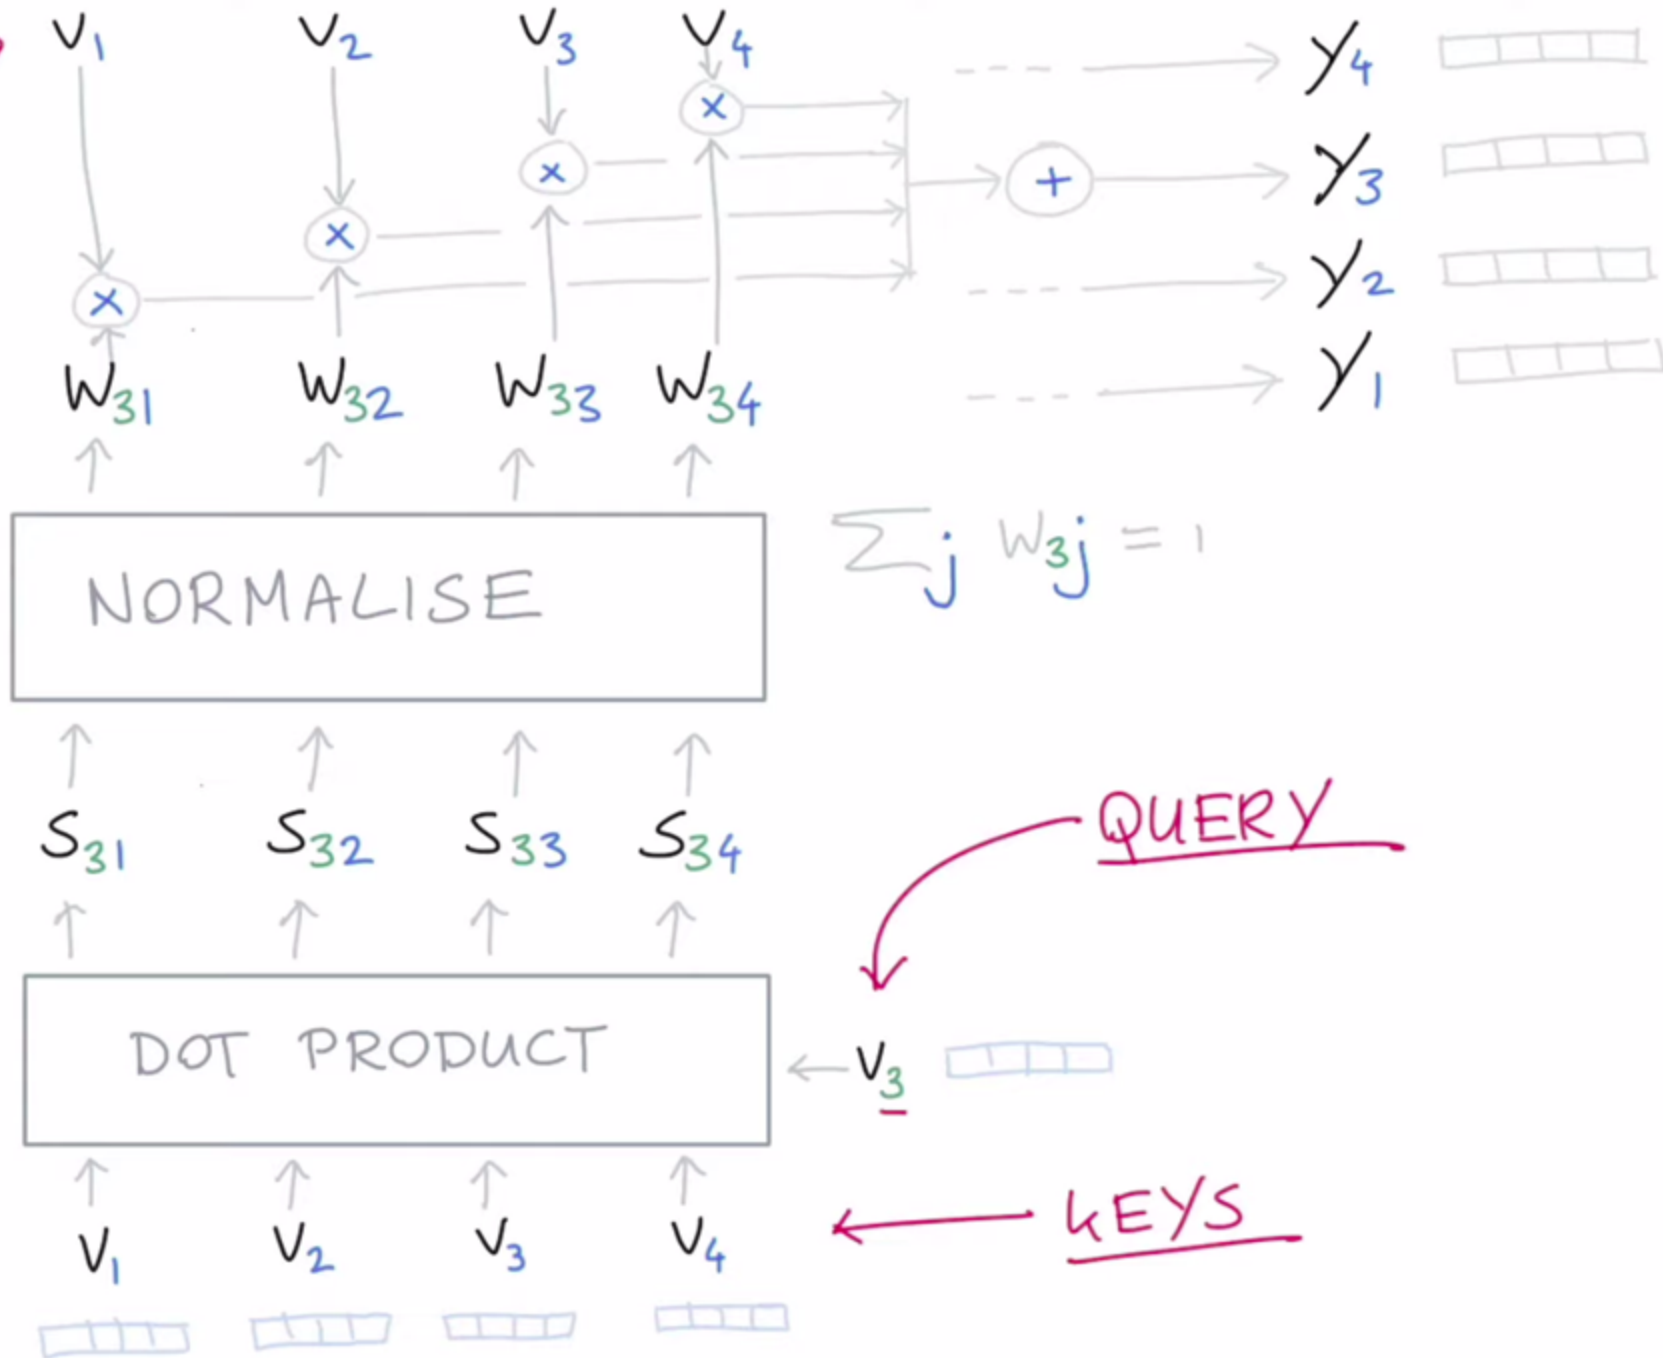 V1 V2 V3 V4
× × × ×
+
y4
y3
y2
y1
W31 W32 W33 W34
NORMALISE
Σj W3j = 1
S31 S32 S33 S34
QUERY
DOT PRODUCT
V3
V1 V2 V3 V4
KEYS